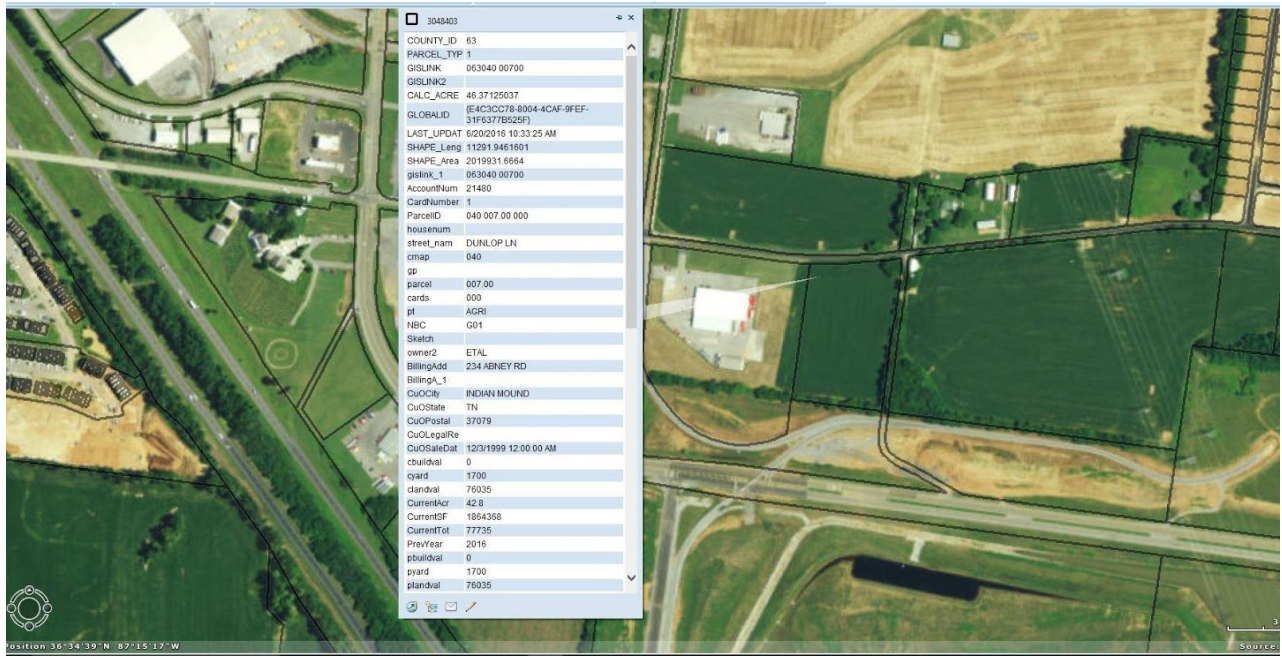 3048403
COUNTY_ID 63
PARCEL_TYP 1
GISLINK 063040 00700
GISLINK2
CALC_ACRE 46.37125037
GLOBALID {E4C3CC78-8004-4CAF-9FEF-
31F6377B525F}
LAST_UPDAT 6/20/2016 10:33:25 AM
SHAPE_Leng 11291.9461601
SHAPE_Area 2019931.6664
gislink_1 063040 00700
AccountNum 21480
CardNumber 1
ParcelID 040 007.00 000
housenum
street_nam DUNLOP LN
cmap 040
gp
parcel 007.00
cards 000
pt AGRI
NBC G01
Sketch
owner2 ETAL
BillingAdd 234 ABNEY RD
BillingA_1
CuOCity INDIAN MOUND
CuOState TN
CuOPostal 37079
CuOLegalRe
CuOSaleDat 12/3/1999 12:00:00 AM
cbuildval 0
cyard 1700
clandval 76035
CurrentAcr 42.8
CurrentSF 1864368
CurrentTot 77735
PrevYear 2016
pbuildval 0
pyard 1700
plandval 76035
Position 36°34'39"N 87°15'17"W
3
Source: